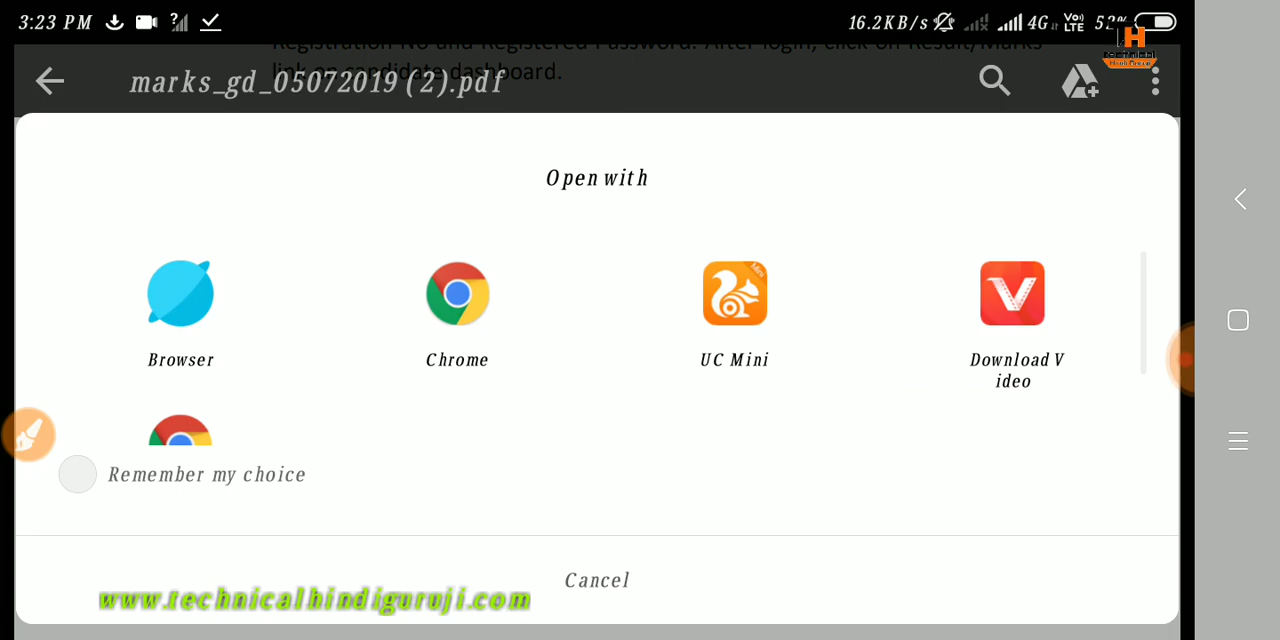 3:23 PM ? 16.2KB/s 4G Vo) LTE
H
Registration No and Registered Password. After login, click on Result/Marks
link on candidate dashboard.
marks_gd_05072019 (2).pdf
Open with
Browser
Chrome
UC Mini
Download V
ideo
Remember my choice
Cancel
www.technicalhindiguruji.com